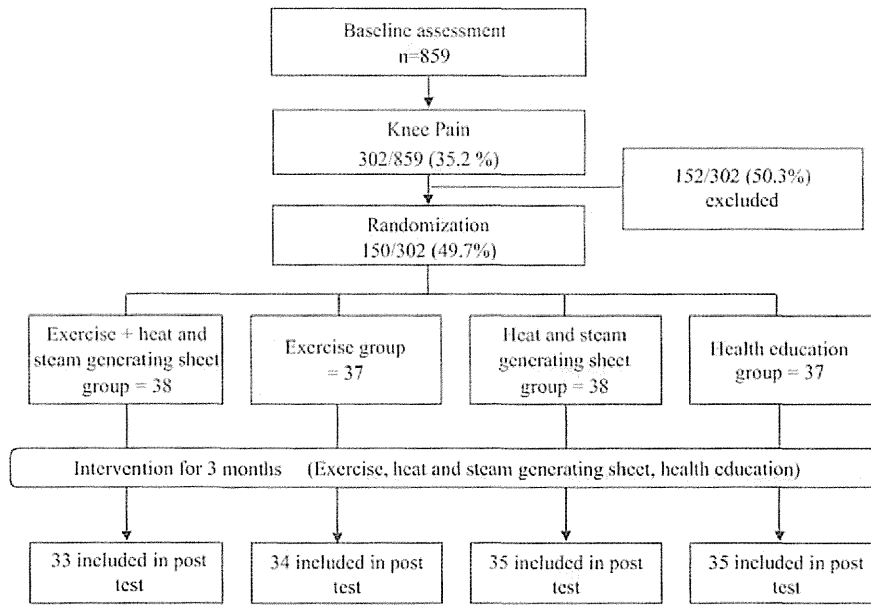 Baseline assessment
n=859
Knee Pain
302/859 (35.2 %)
152/302 (50.3%)
excluded
Randomization
150/302 (49.7%)
Exercise + heat and
steam generating sheet
group = 38
Exercise group
= 37
Heat and steam
generating sheet
group = 38
Health education
group = 37
Intervention for 3 months (Exercise, heat and steam generating sheet, health education)
33 included in post
test
34 included in post
test
35 included in post
test
35 included in post
test